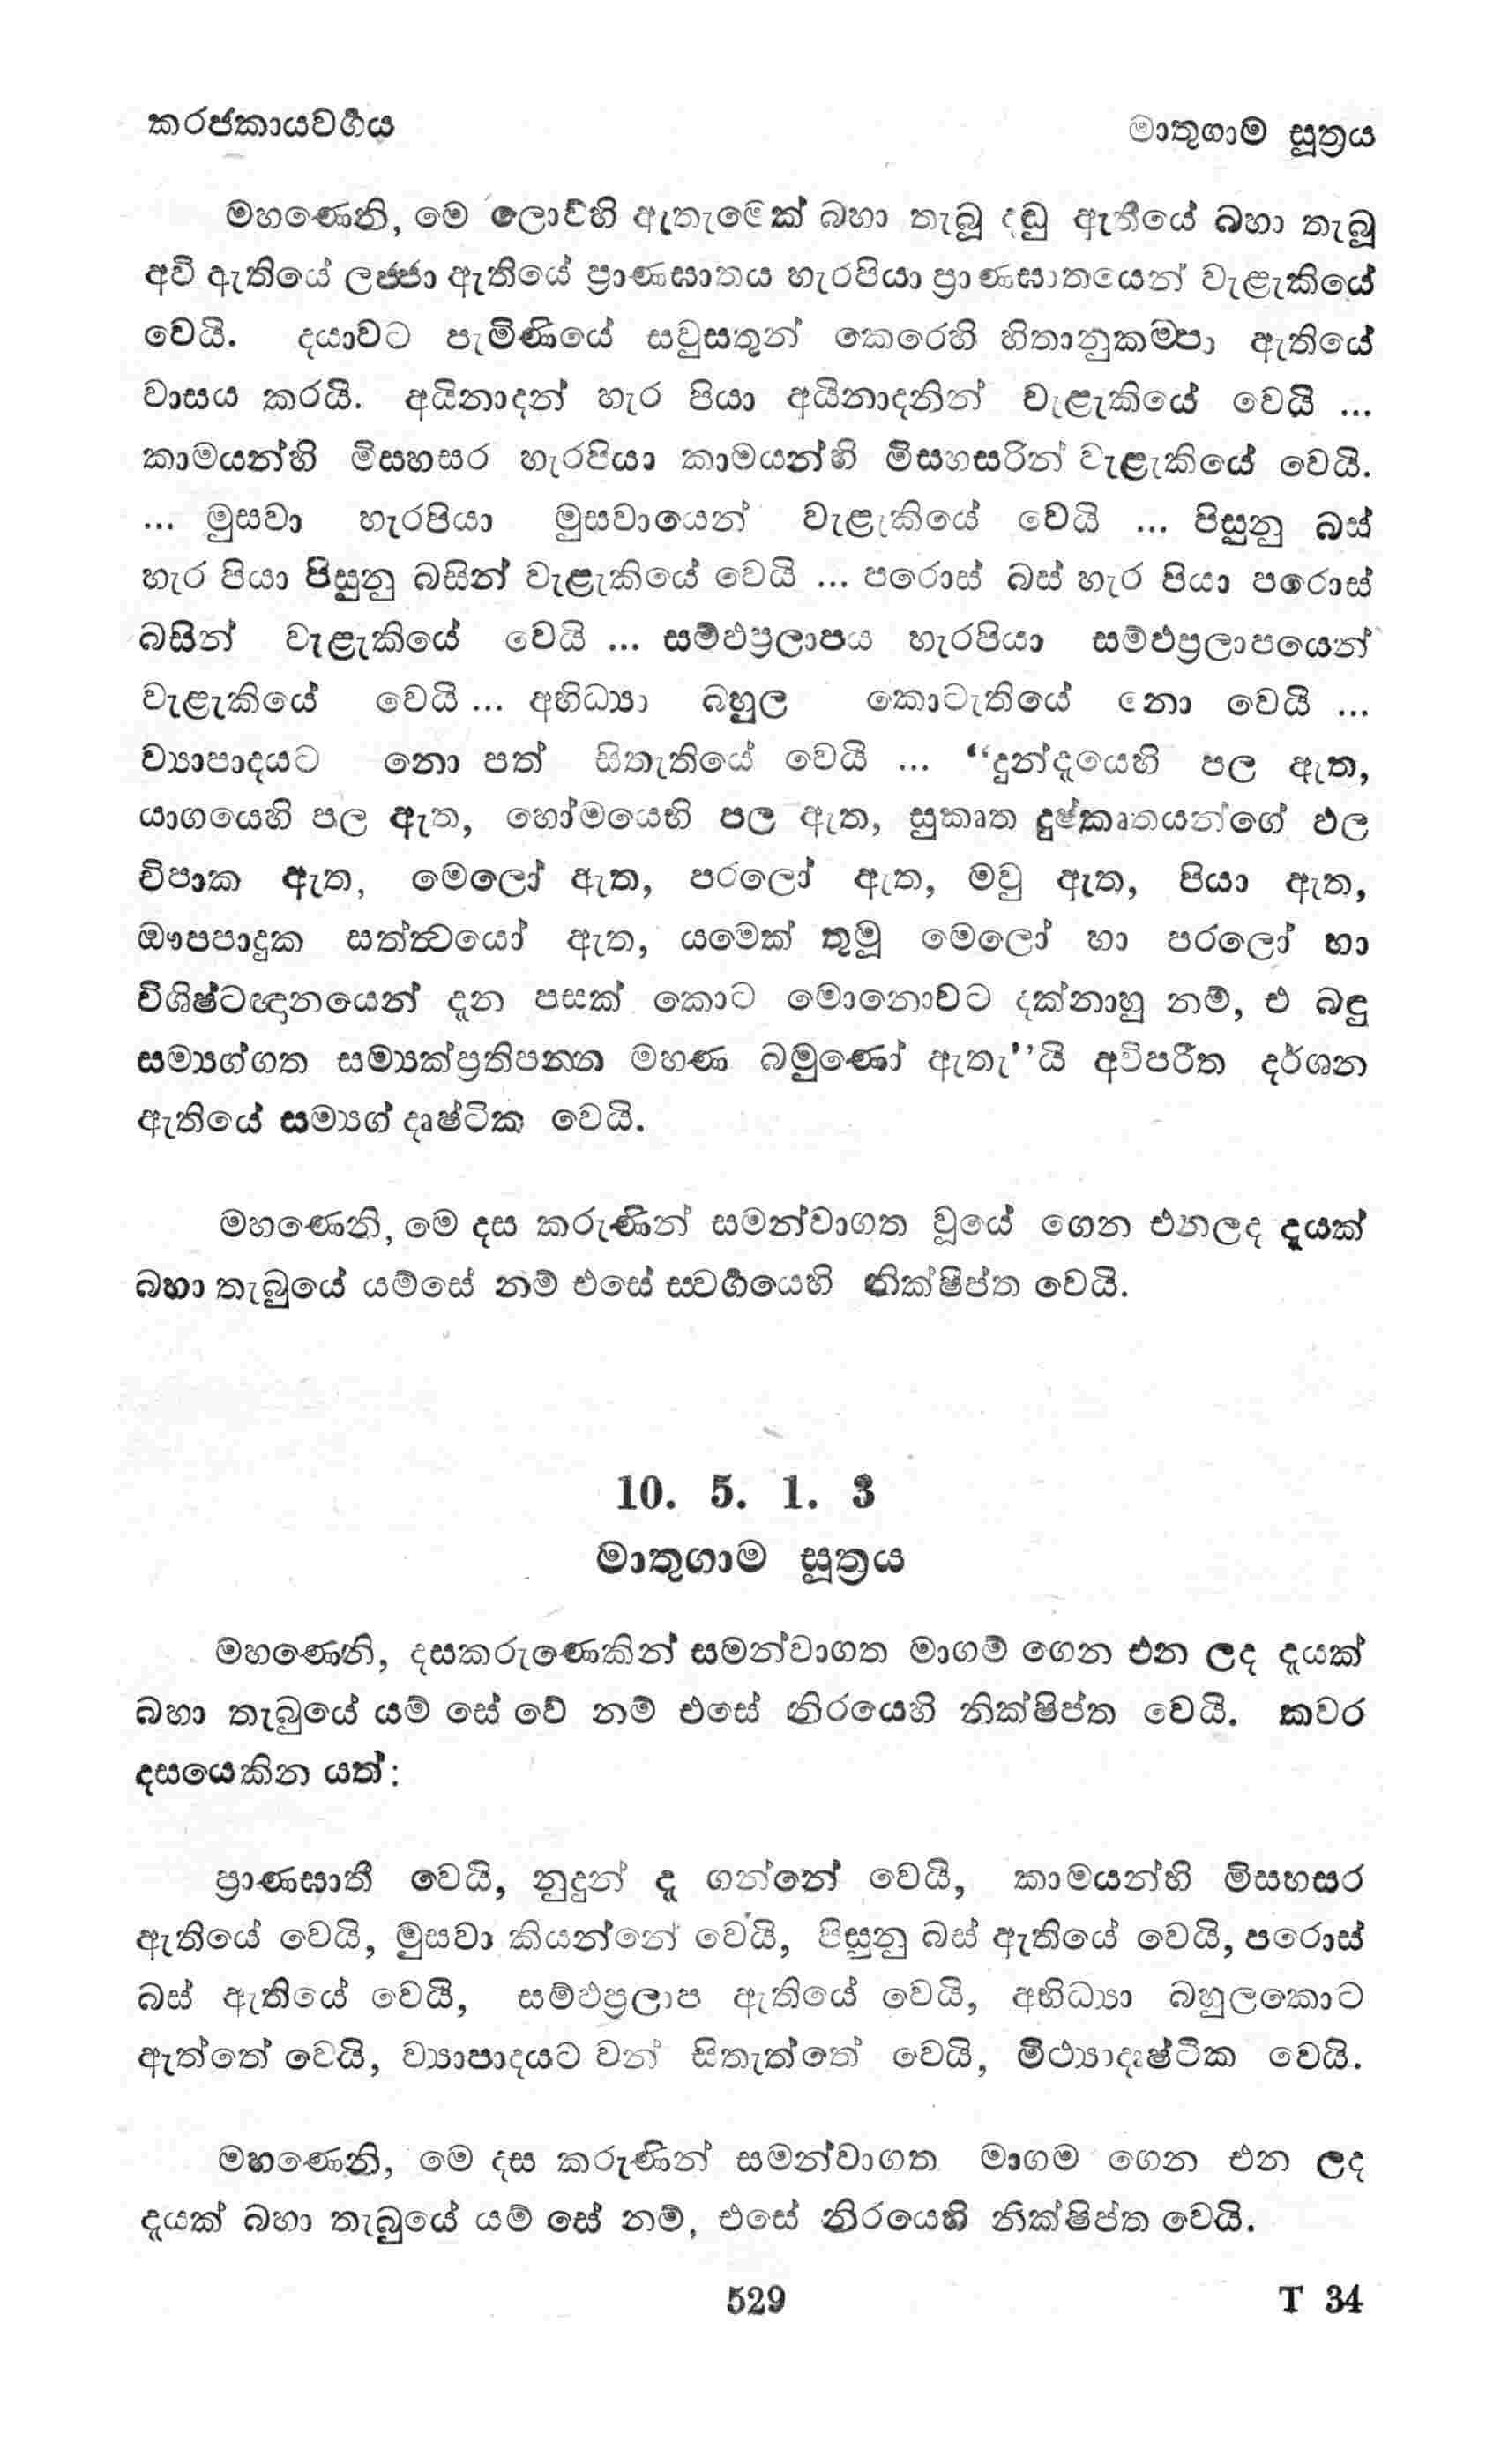 කරජකායවර්‍ගය
මාතුගාම සූත්‍රය
මහණෙනි, මෙ ලොව්හි ඇතැමෙක් බහා තැබූ දඬු ඇතියේ බහා තැබූ
අවි ඇතියේ ලජ්ජා ඇතියේ ප්‍රාණඝාතය හැරපියා ප්‍රාණඝාතයෙන් වැළැකියේ
වෙයි. දයාවට පැමිණියේ සවුසතුන් කෙරෙහි හිතානුකම්පා ඇතියේ
වාසය කරයි. අයිනාදන් හැර පියා අයිනාදනින් වැළැකියේ වෙයි ...
කාමයන්හි මිසහසර හැරපියා කාමයන්හි මිසහසරින් වැළැකියේ වෙයි.
... මුසවා හැරපියා මුසවායෙන් වැළැකියේ වෙයි ... පිසුනු බස්
හැර පියා පිසුනු බසින් වැළැකියේ වෙයි ... පරොස් බස් හැර පියා පරොස්
බසින් වැළැකියේ වෙයි ... සම්ඵප්‍රලාපය හැරපියා සම්ඵප්‍රලාපයෙන්
වැළැකියේ වෙයි ... අභිධ්‍යා බහුල කොටැතියේ නො වෙයි ...
ව්‍යාපාදයට නො පත් සිතැතියේ වෙයි ... “දුන්දෑයෙහි පල ඇත,
යාගයෙහි පල ඇත, හෝමයෙහි පල ඇත, සුකෘත දුෂ්කෘතයන්ගේ ඵල
විපාක ඇත, මෙලෝ ඇත, පරලෝ ඇත, මවු ඇත, පියා ඇත,
ඖපපාදුක සත්ත්‍වයෝ ඇත, යමෙක් තුමූ මෙලෝ හා පරලෝ හා
විශිෂ්ටඥානයෙන් දැන පසක් කොට මොනොවට දක්නාහු නම්, එ බඳු
සම්‍යග්ගත සම්‍යක්ප්‍රතිපන්න මහණ බමුණෝ ඇතැ”යි අවිපරීත දර්ශන
ඇතියේ සම්‍යග් දෘෂ්ටික වෙයි.
මහණෙනි, මෙ දස කරුණින් සමන්වාගත වූයේ ගෙන එනලද දෑයක්
බහා තැබුයේ යම්සේ නම් එසේ ස්වර්‍ගයෙහි නික්ෂිප්ත වෙයි.
10. 5. 1. 3
මාතුගාම සූත්‍රය
මහණෙනි, දසකරුණෙකින් සමන්වාගත මාගම් ගෙන එන ලද දෑයක්
බහා තැබුයේ යම් සේ වේ නම් එසේ නිරයෙහි නික්ෂිප්ත වෙයි. කවර
දසයෙකින යත්:
ප්‍රාණඝාතී වෙයි, නුදුන් දෑ ගන්නේ වෙයි, කාමයන්හි මිසහසර
ඇතියේ වෙයි, මුසවා කියන්නේ වෙයි, පිසුනු බස් ඇතියේ වෙයි, පරොස්
බස් ඇතියේ වෙයි, සම්ඵප්‍රලාප ඇතියේ වෙයි, අභිධ්‍යා බහුලකොට
ඇත්තේ වෙයි, ව්‍යාපාදයට වන් සිතැත්තේ වෙයි, මිථ්‍යාදෘෂ්ටික වෙයි.
මහණෙනි, මෙ දස කරුණින් සමන්වාගත මාගම ගෙන එන ලද
දෑයක් බහා තැබුයේ යම් සේ නම්, එසේ නිරයෙහි නික්ෂිප්ත වෙයි.
529
T 34